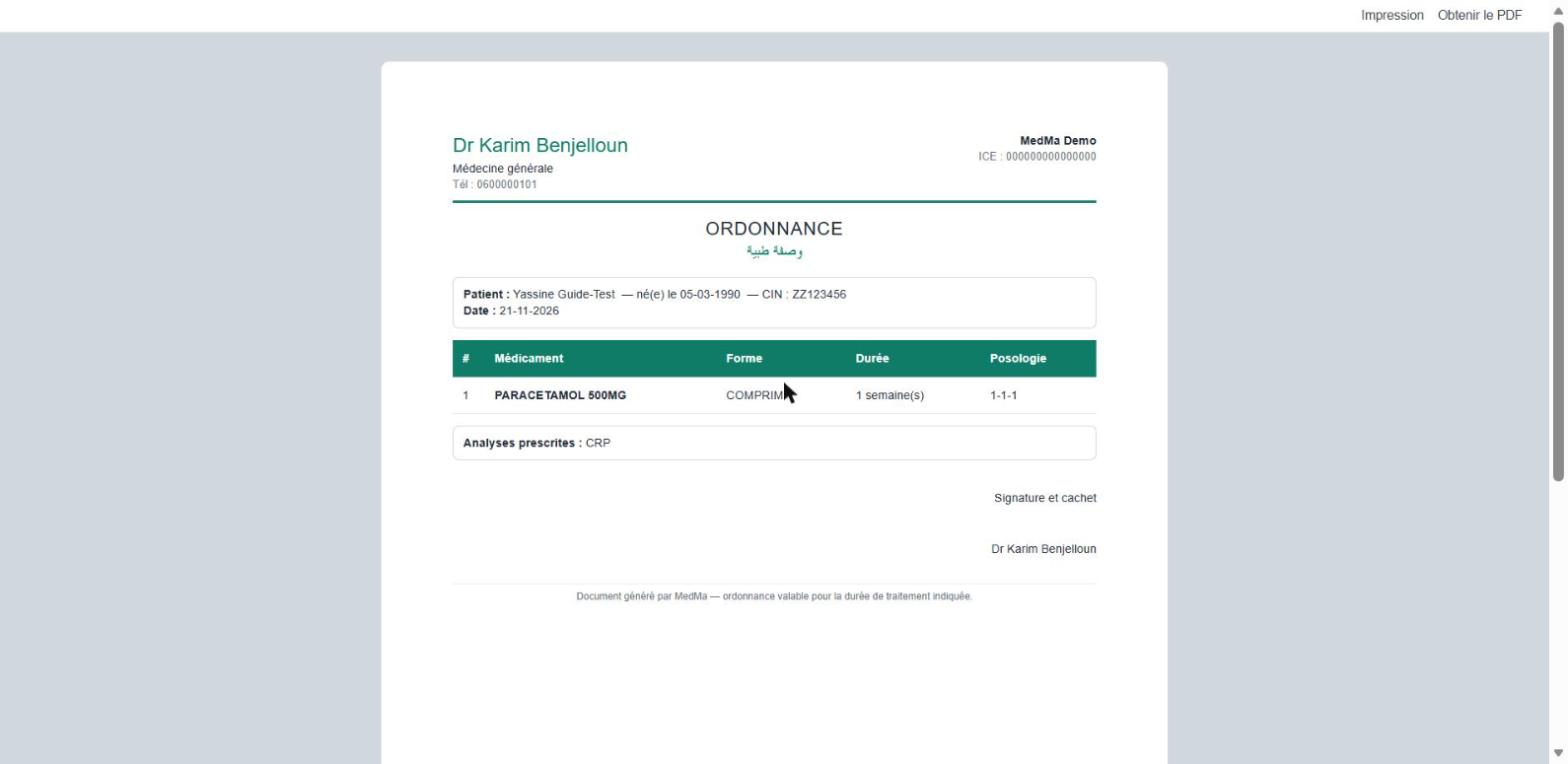 Impression Obtenir le PDF
Dr Karim Benjelloun
Médecine générale
Tél : 0600000101
MedMa Demo
ICE : 000000000000000
ORDONNANCE
وصفة طبية
Patient : Yassine Guide-Test — né(e) le 05-03-1990 — CIN : ZZ123456
Date : 21-11-2026
# Médicament Forme Durée Posologie
1 PARACETAMOL 500MG 1 semaine(s) 1-1-1
Analyses prescrites : CRP
Signature et cachet
Dr Karim Benjelloun
Document généré par MedMa — ordonnance valable pour la durée de traitement indiquée.